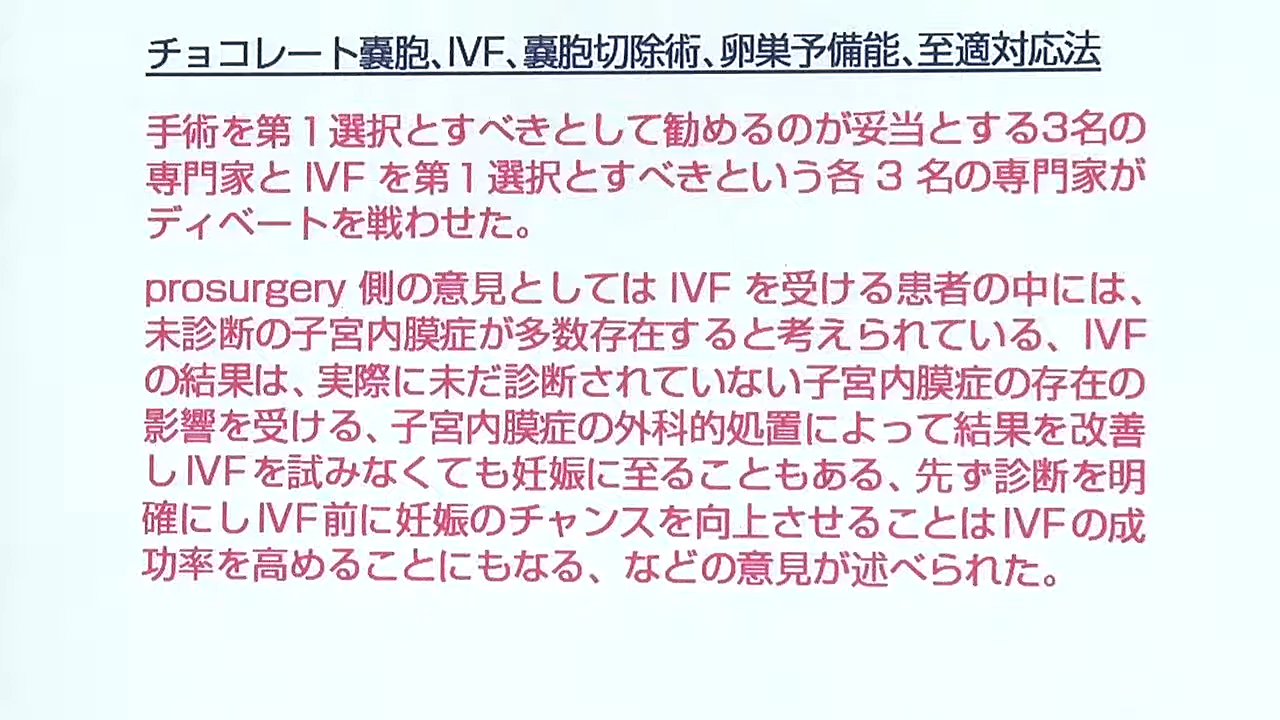 チョコレート嚢胞、IVF、嚢胞切除術、卵巣予備能、至適対応法
手術を第1選択とすべきとして勧めるのが妥当とする3名の
専門家と IVF を第1選択とすべきという各 3 名の専門家が
ディベートを戦わせた。
prosurgery 側の意見としては IVF を受ける患者の中には、
未診断の子宮内膜症が多数存在すると考えられている、IVF
の結果は、実際に未だ診断されていない子宮内膜症の存在の
影響を受ける、子宮内膜症の外科的処置によって結果を改善
しIVFを試みなくても妊娠に至ることもある、先ず診断を明
確にしIVF前に妊娠のチャンスを向上させることはIVFの成
功率を高めることにもなる、などの意見が述べられた。